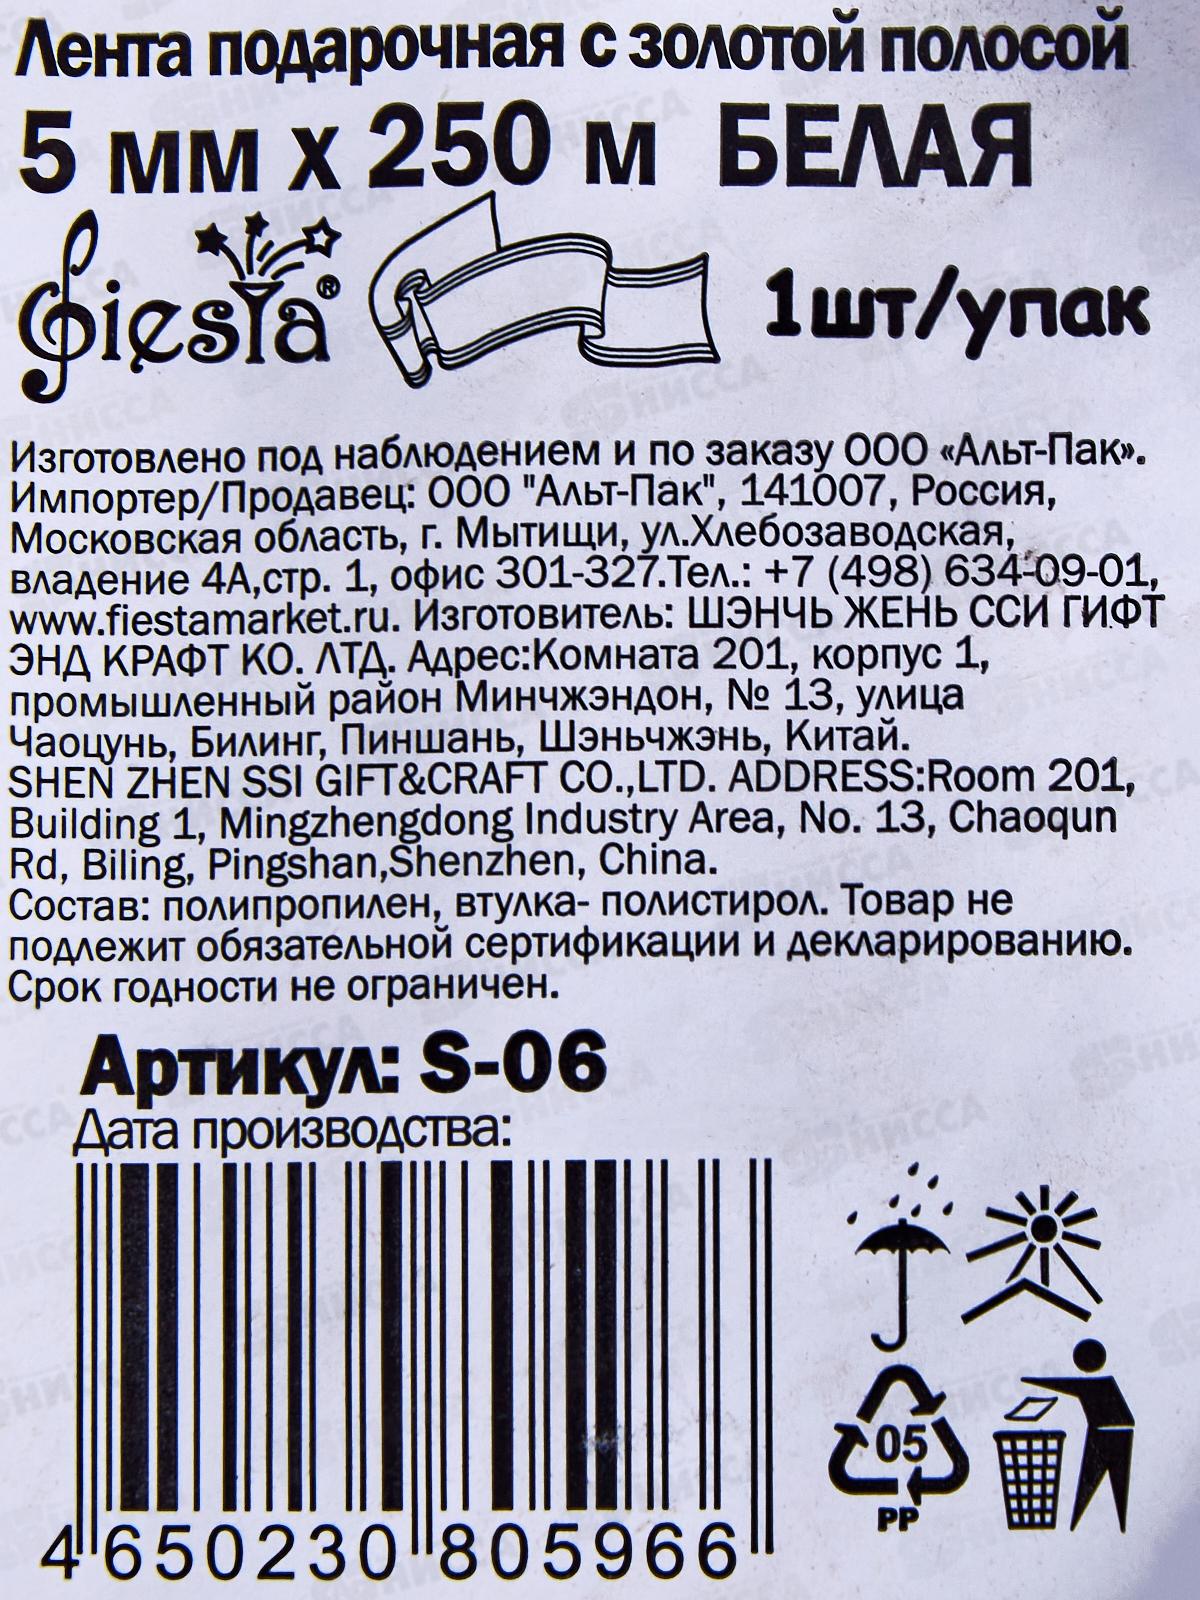 Лента подарочная с золотой полосой
5 мм х 250 м БЕЛАЯ
Fiesta® 1шт/упак
Изготовлено под наблюдением и по заказу ООО «Альт-Пак».
Импортер/Продавец: ООО "Альт-Пак", 141007, Россия,
Московская область, г. Мытищи, ул.Хлебозаводская,
владение 4А,стр. 1, офис 301-327.Тел.: +7 (498) 634-09-01,
www.fiestamarket.ru. Изготовитель: ШЭНЧЬ ЖЕНЬ ССИ ГИФТ
ЭНД КРАФТ КО. ЛТД. Адрес:Комната 201, корпус 1,
промышленный район Минчжэндон, № 13, улица
Чаоцунь, Билинг, Пиншань, Шэньчжэнь, Китай.
SHEN ZHEN SSI GIFT&CRAFT CO.,LTD. ADDRESS:Room 201,
Building 1, Mingzhengdong Industry Area, No. 13, Chaoqun
Rd, Biling, Pingshan,Shenzhen, China.
Состав: полипропилен, втулка- полистирол. Товар не
подлежит обязательной сертификации и декларированию.
Срок годности не ограничен.
Артикул: S-06
Дата производства:
05
PP
4 650230 805966